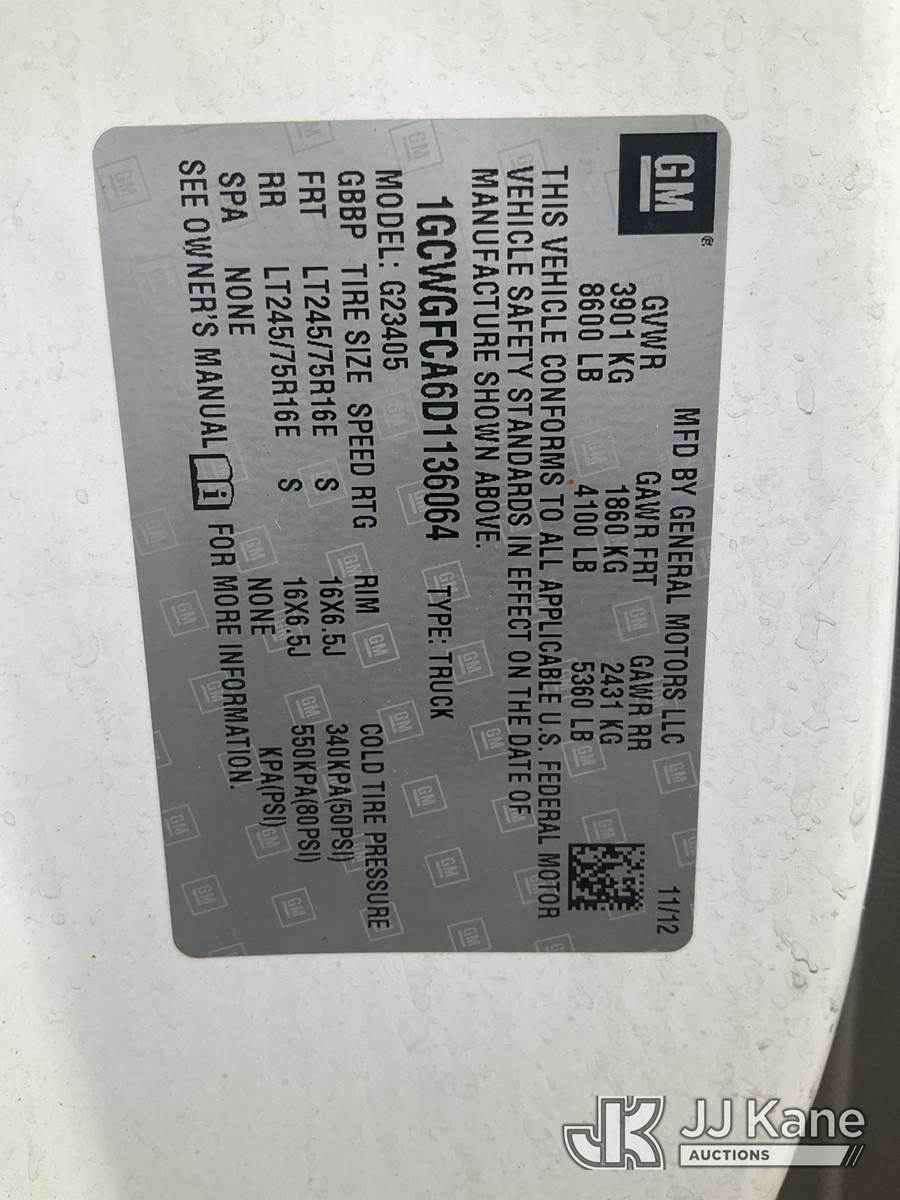 GM ®
MFD BY GENERAL MOTORS LLC 11/12
GVWR GAWR FRT GAWR RR
3901 KG 1860 KG 2431 KG
8600 LB 4100 LB 5360 LB
THIS VEHICLE CONFORMS TO ALL APPLICABLE U.S. FEDERAL MOTOR
VEHICLE SAFETY STANDARDS IN EFFECT ON THE DATE OF
MANUFACTURE SHOWN ABOVE.
1GCWGFCA6D1136064 TYPE: TRUCK
MODEL: G23405
GBBP TIRE SIZE SPEED RTG RIM COLD TIRE PRESSURE
FRT LT245/75R16E S 16X6.5J 340KPA(50PSI)
RR LT245/75R16E S 16X6.5J 550KPA(80PSI)
SPA NONE NONE KPA(PSI)
SEE OWNER'S MANUAL FOR MORE INFORMATION.
JK JJ Kane
AUCTIONS